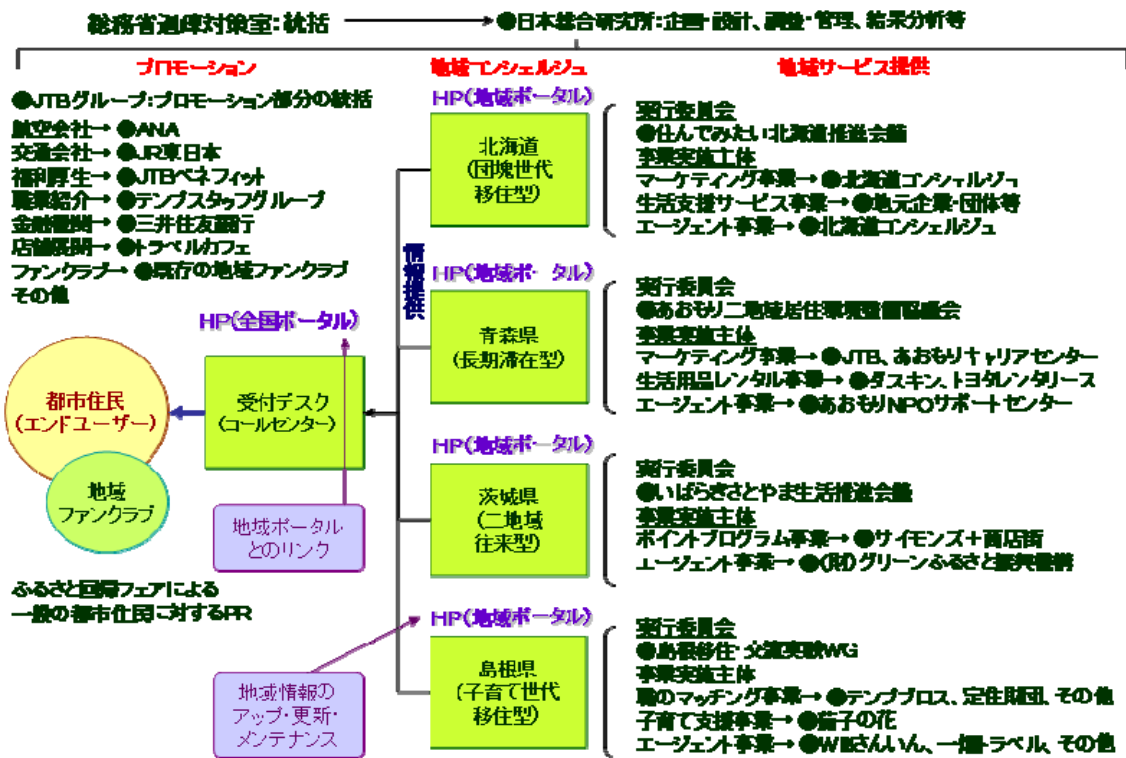 総務省過疎対策室：統括
●日本総合研究所：企画・設計、調整・管理、結果分析等
プロモーション
●JTBグループ：プロモーション部分の統括
航空会社→ ●ANA
交通会社→ ●JR東日本
福利厚生→ ●JTBベネフィット
職業紹介→ ●テンプスタッフグループ
金融機関→ ●三井住友銀行
店舗展開→ ●トラベルカフェ
ファンクラブ→ ●既存の地域ファンクラブ
その他
HP(全国ポータル)
都市住民
(エンドユーザー)
地域
ファンクラブ
受付デスク
(コールセンター)
地域ポータル
とのリンク
ふるさと回帰フェアによる
一般の都市住民に対するPR
地域情報の
アップ・更新・
メンテナンス
情報提供
地域コンシェルジュ
HP(地域ポータル)
北海道
(団塊世代
移住型)
HP(地域ポータル)
青森県
(長期滞在型)
HP(地域ポータル)
茨城県
(二地域
往来型)
HP(地域ポータル)
島根県
(子育て世代
移住型)
地域サービス提供
実行委員会
●住んでみたい北海道推進会議
事業実施主体
マーケティング事業→ ●北海道コンシェルジュ
生活支援サービス事業→ ●地元企業・団体等
エージェント事業→ ●北海道コンシェルジュ
実行委員会
●あおもり二地域居住環境整備協議会
事業実施主体
マーケティング事業→ ●JTB、あおもりキャリアセンター
生活用品レンタル事業→ ●ダスキン、トヨタレンタリース
エージェント事業→ ●あおもりNPOサポートセンター
実行委員会
●いばらきさとやま生活推進会議
事業実施主体
ポイントプログラム事業→ ●サイモンズ＋商店街
エージェント事業→ ●(財)グリーンふるさと振興機構
実行委員会
●島根移住・交流実験WG
事業実施主体
職のマッチング事業→ ●テンプブロス、定住財団、その他
子育て支援事業→ ●茄子の花
エージェント事業→ ●WEさんいん、一畑トラベル、その他